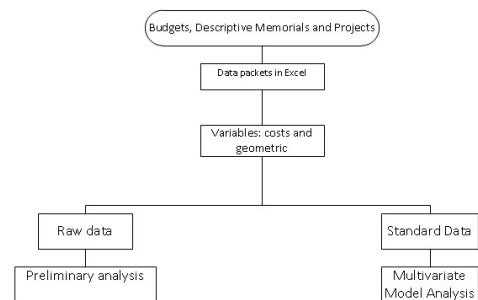 Budgets, Descriptive Memorials and Projects
Data packets in Excel
Variables: costs and
geometric
Raw data
Standard Data
Preliminary analysis
Multivariate
Model Analysis